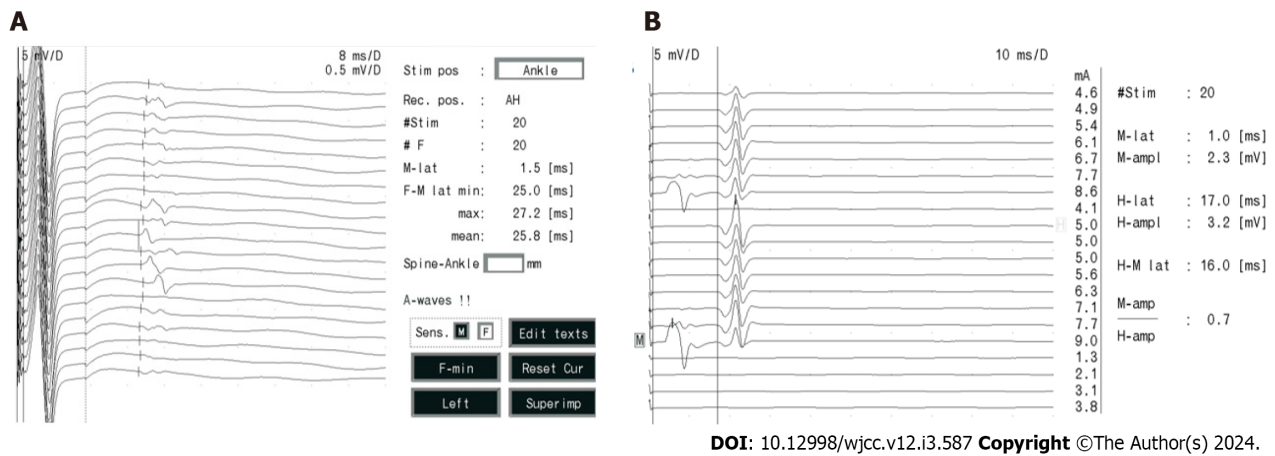 A
5 mV/D
8 ms/D
0.5 mV/D
Stim pos : Ankle
Rec. pos. : AH
#Stim : 20
# F : 20
M-lat : 1.5 [ms]
F-M lat min: 25.0 [ms]
max: 27.2 [ms]
mean: 25.8 [ms]
Spine-Ankle mm
A-waves !!
Sens. M F Edit texts
F-min Reset Cur
Left Superimp
B
5 mV/D
10 ms/D
mA
4.6
4.9
5.4
6.1
6.7
7.7
8.6
4.1
5.0
5.0
5.0
5.6
6.3
7.1
7.7
9.0
1.3
2.1
3.1
3.8
H
M
#Stim : 20
M-lat : 1.0 [ms]
M-ampl : 2.3 [mV]
H-lat : 17.0 [ms]
H-ampl : 3.2 [mV]
H-M lat : 16.0 [ms]
M-amp
: 0.7
H-amp
DOI: 10.12998/wjcc.v12.i3.587 Copyright ©The Author(s) 2024.